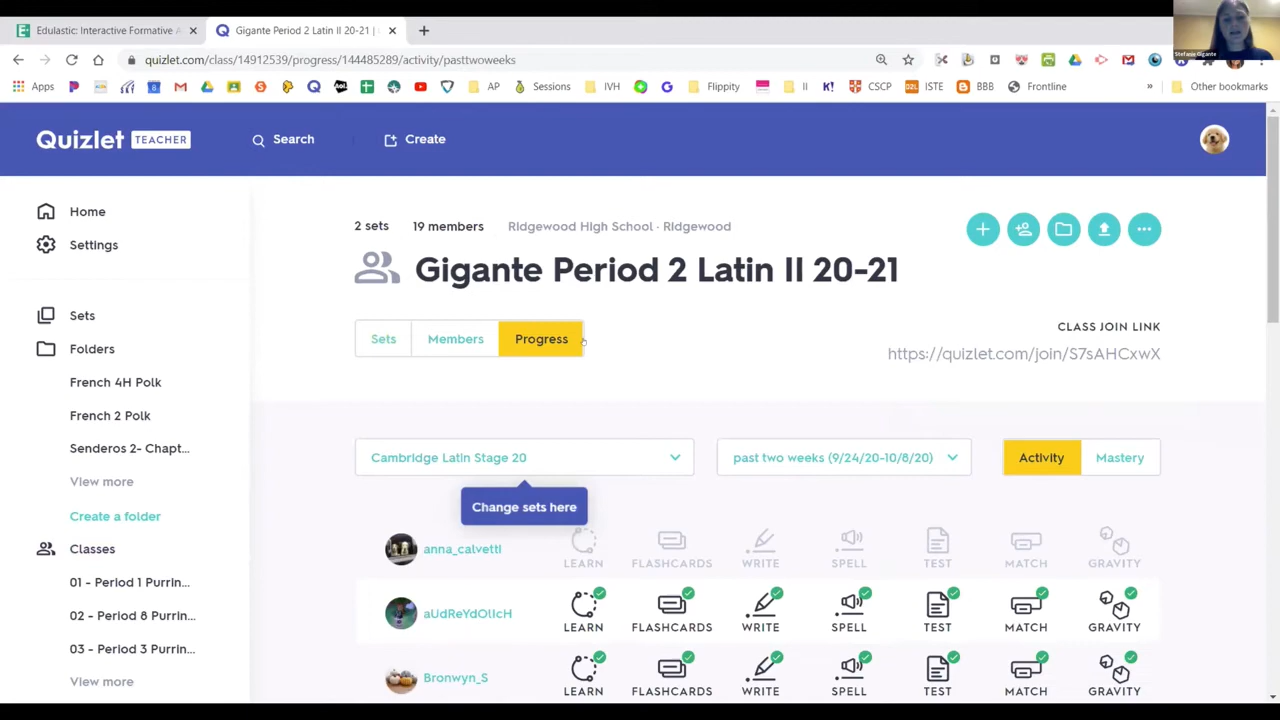 Edulastic: Interactive Formative A
Gigante Period 2 Latin II 20-21 |
Stefanie Gigante
quizlet.com/class/14912539/progress/144485289/activity/pasttwoweeks
Apps
AP
Sessions
IVH
Flippity
II
K!
CSCP
ISTE
BBB
Frontline
»
Other bookmarks
Quizlet TEACHER
Search
Create
Home
Settings
Sets
Folders
French 4H Polk
French 2 Polk
Senderos 2- Chapt...
View more
Create a folder
Classes
01 - Period 1 Purrin...
02 - Period 8 Purrin...
03 - Period 3 Purrin...
View more
2 sets 19 members Ridgewood High School · Ridgewood
Gigante Period 2 Latin II 20-21
Sets Members Progress
CLASS JOIN LINK
https://quizlet.com/join/S7sAHCxwX
Cambridge Latin Stage 20
past two weeks (9/24/20-10/8/20)
Activity Mastery
Change sets here
anna_calvetti
LEARN FLASHCARDS WRITE SPELL TEST MATCH GRAVITY
LEARN FLASHCARDS WRITE SPELL TEST MATCH GRAVITY
Bronwyn_S
LEARN FLASHCARDS WRITE SPELL TEST MATCH GRAVITY